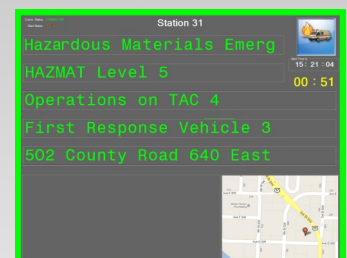 Station 31
Hazardous Materials Emerg
15:21:04
HAZMAT Level 5
00:51
Operations on TAC 4
First Response Vehicle 3
502 County Road 640 East